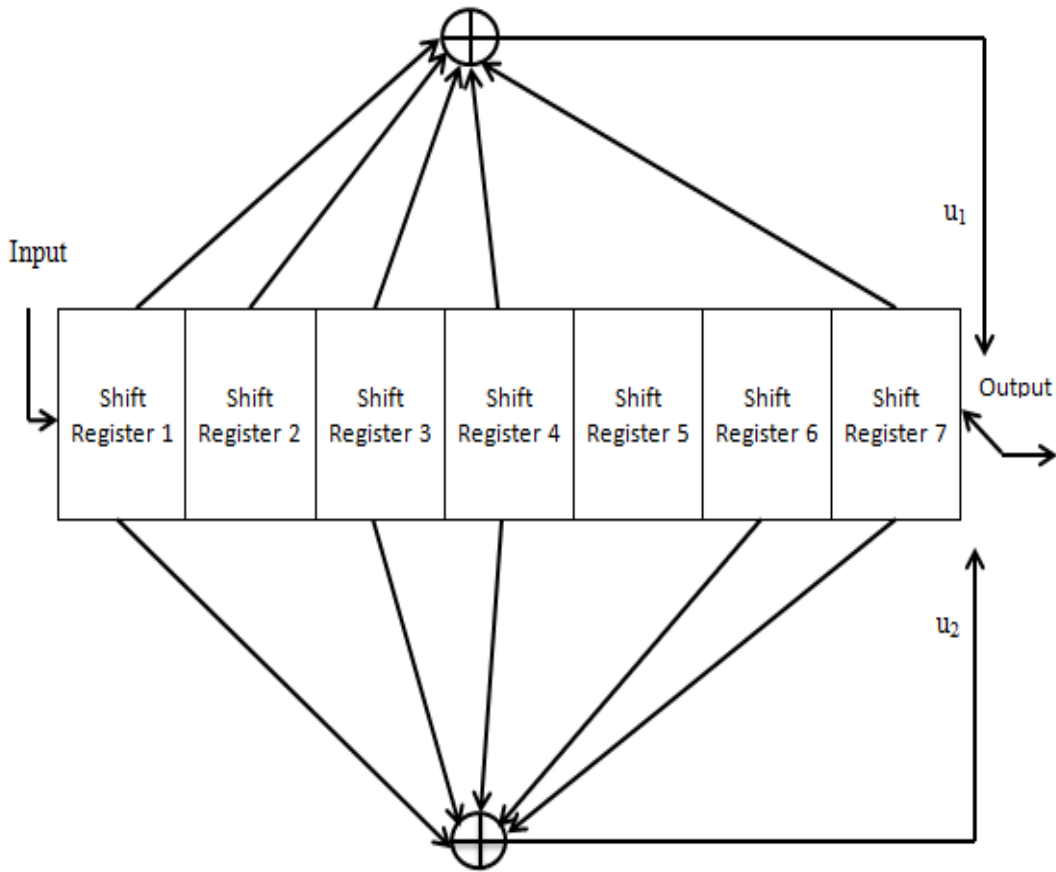 u₁
Input
Shift
Register 1
Shift
Register 2
Shift
Register 3
Shift
Register 4
Shift
Register 5
Shift
Register 6
Shift
Register 7
Output
u₂